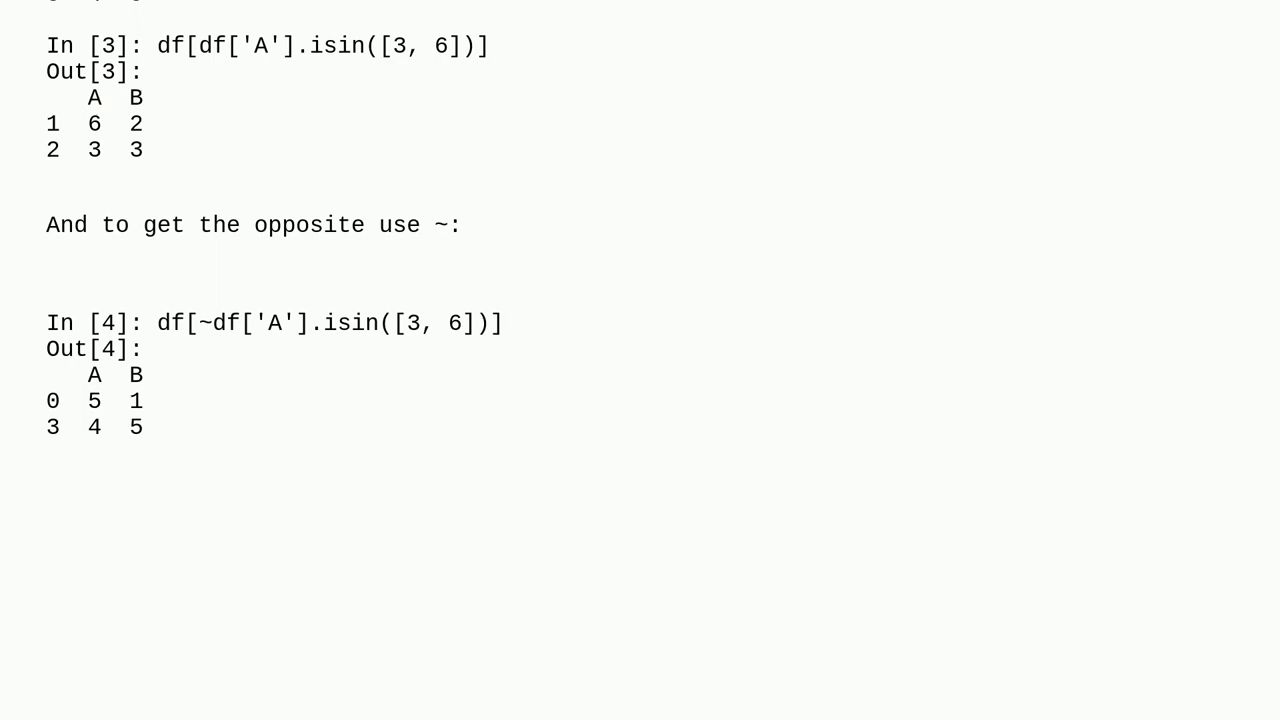 In [3]: df[df['A'].isin([3, 6])]
Out[3]:
   A  B
1  6  2
2  3  3
And to get the opposite use ~:
In [4]: df[~df['A'].isin([3, 6])]
Out[4]:
   A  B
0  5  1
3  4  5